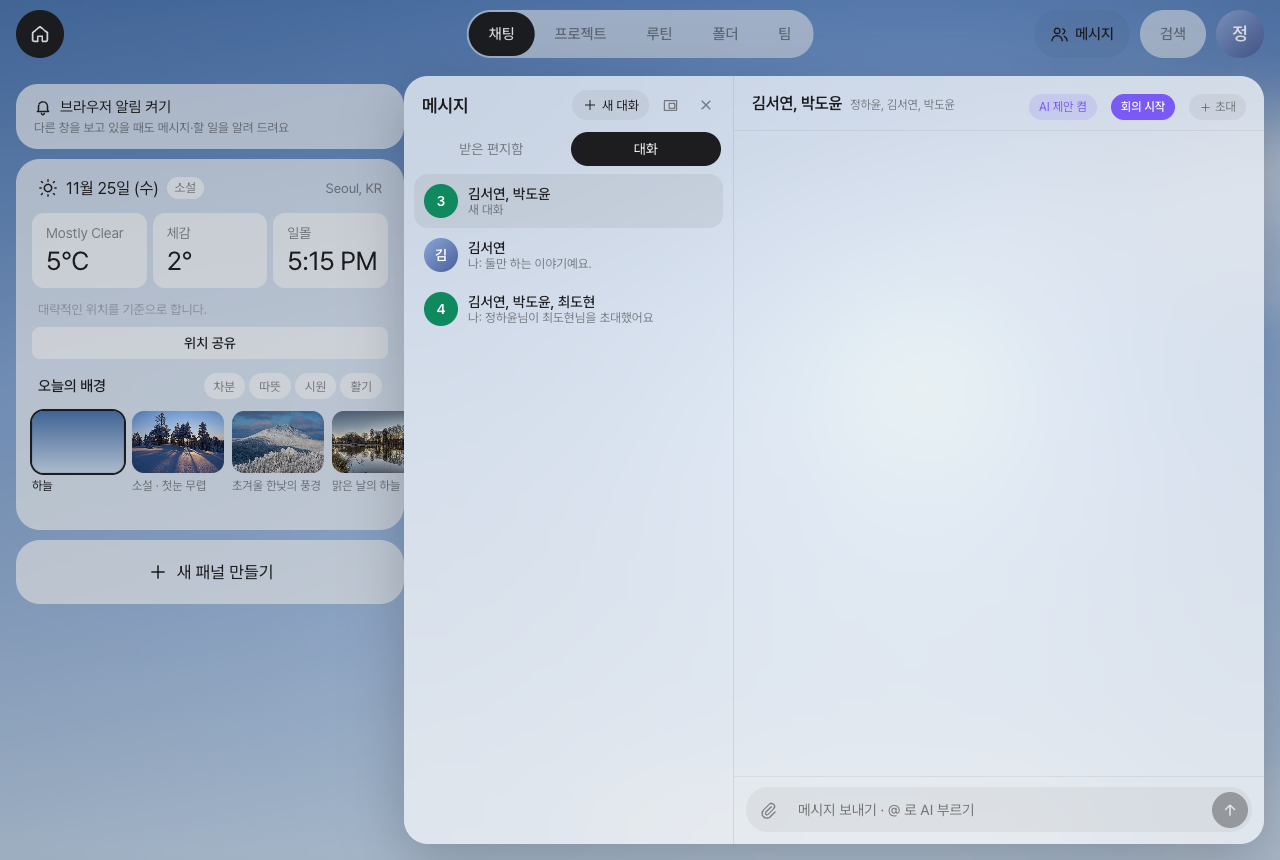 채팅
프로젝트
루틴
폴더
팀
메시지
검색
정
브라우저 알림 켜기
다른 창을 보고 있을 때도 메시지·할 일을 알려 드려요
11월 25일 (수)
소설
Seoul, KR
Mostly Clear
5°C
체감
2°
일몰
5:15 PM
대략적인 위치를 기준으로 합니다.
위치 공유
오늘의 배경
차분
따뜻
시원
활기
하늘
소설 · 첫눈 무렵
초겨울 한낮의 풍경
맑은 날의 하늘
새 패널 만들기
메시지
새 대화
받은 편지함
대화
3
김서연, 박도윤
새 대화
김
김서연
나: 둘만 하는 이야기예요.
4
김서연, 박도윤, 최도현
나: 정하윤님이 최도현님을 초대했어요
김서연, 박도윤
정하윤, 김서연, 박도윤
AI 제안 켬
회의 시작
초대
메시지 보내기 · @ 로 AI 부르기